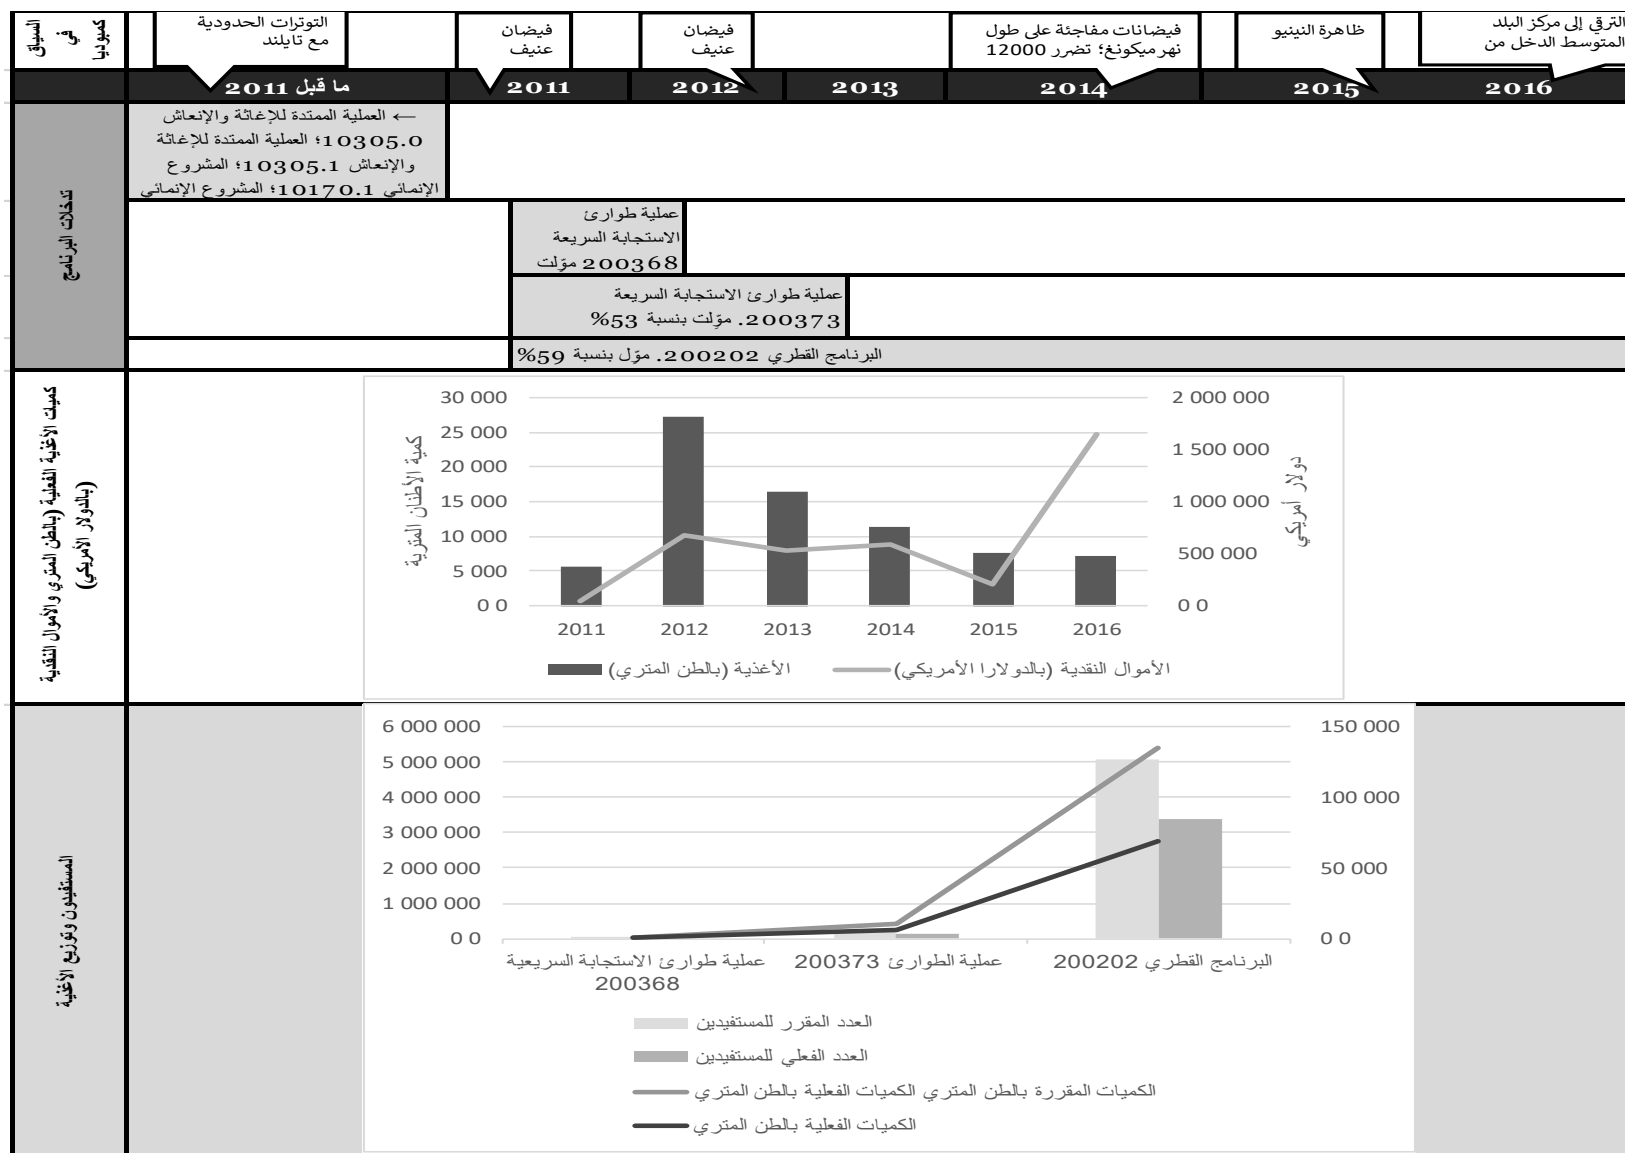 كمبوديا
في
السياق
التوترات الحدودية
مع تايلند
فيضان
عنيف
فيضان
عنيف
فيضانات مفاجئة على طول
نهر ميكونغ؛ تضرر 12000
ظاهرة النينيو
الترقي إلى مركز البلد
المتوسط الدخل من
ما قبل 2011
2011
2012
2013
2014
2015
2016
تدخلات البرنامج
← العملية الممتدة للإغاثة والإنعاش
10305.0؛ العملية الممتدة للإغاثة
والإنعاش 10305.1؛ المشروع
الإنمائي 10170.1؛ المشروع الإنمائي
عملية طوارئ
الاستجابة السريعة
200368 موّلت
عملية طوارئ الاستجابة السريعة
200373. موّلت بنسبة 53%
البرنامج القطري 200202. موّل بنسبة 59%
كميات الأغذية الفعلية (بالطن المتري والأموال النقدية
(بالدولار الأمريكي)
كمية الأطنان المترية
30 000
25 000
20 000
15 000
10 000
5 000
0 0
2 000 000
1 500 000
1 000 000
500 000
0 0
دولار أمريكي
2011
2012
2013
2014
2015
2016
الأغذية (بالطن المتري)
الأموال النقدية (بالدولارا الأمريكي)
المستفيدون وتوزيع الأغذية
6 000 000
5 000 000
4 000 000
3 000 000
2 000 000
1 000 000
0 0
150 000
100 000
50 000
0 0
عملية طوارئ الاستجابة السريعية
200368
عملية الطوارئ 200373
البرنامج القطري 200202
العدد المقرر للمستفيدين
العدد الفعلي للمستفيدين
الكميات المقررة بالطن المتري الكميات الفعلية بالطن المتري
الكميات الفعلية بالطن المتري